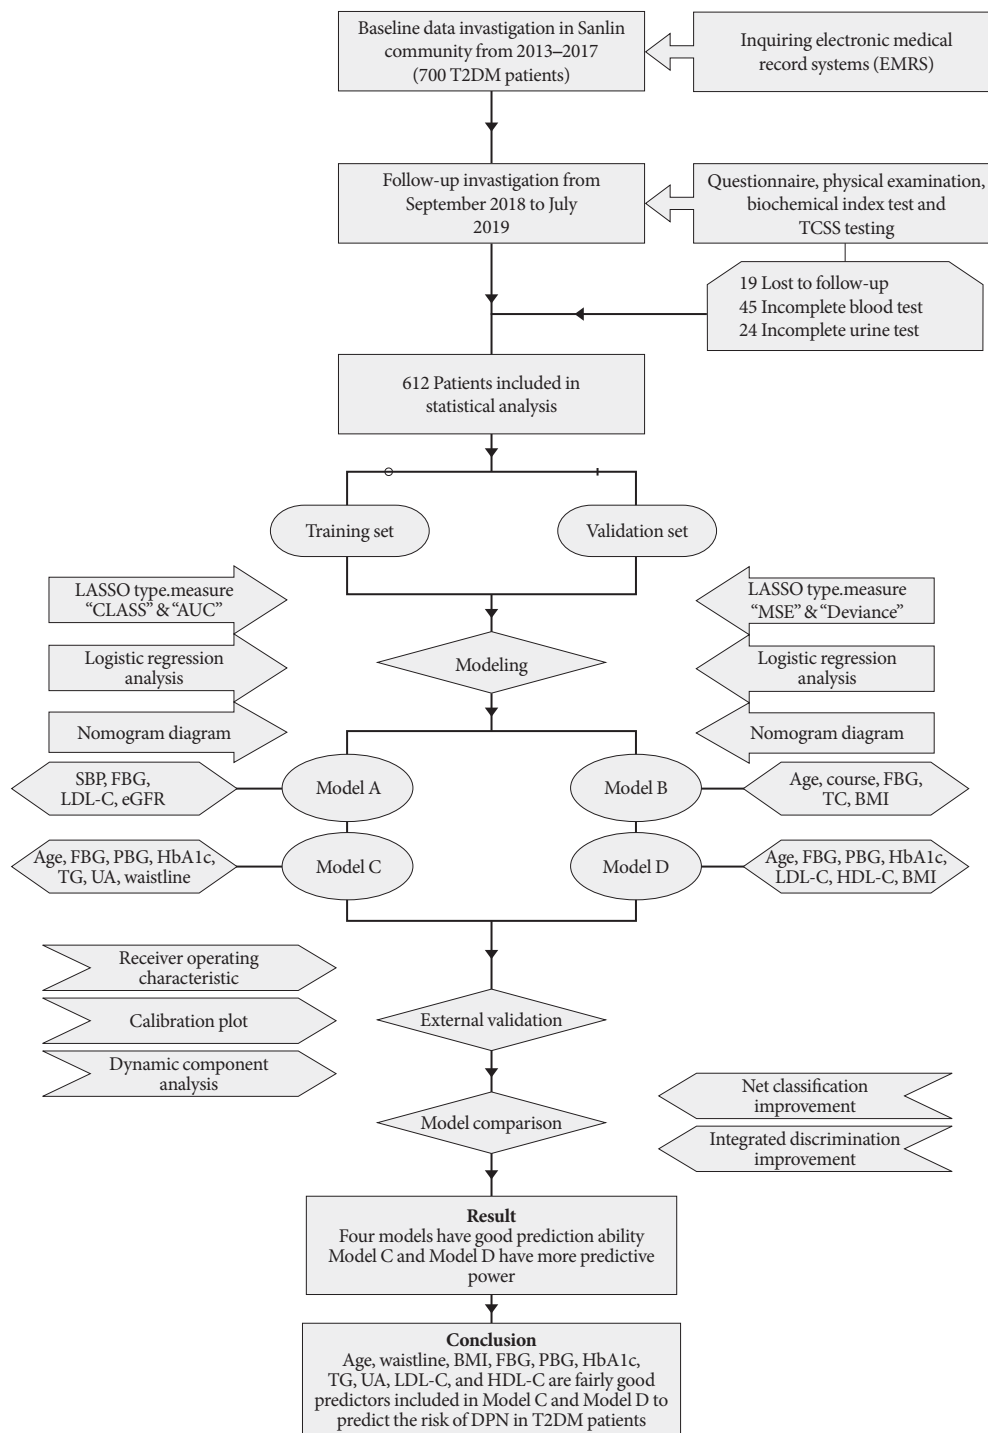 Baseline data invastigation in Sanlin
community from 2013–2017
(700 T2DM patients)
Inquiring electronic medical
record systems (EMRS)
Follow-up invastigation from
September 2018 to July
2019
Questionnaire, physical examination,
biochemical index test and
TCSS testing
19 Lost to follow-up
45 Incomplete blood test
24 Incomplete urine test
612 Patients included in
statistical analysis
Training set
Validation set
LASSO type.measure
“CLASS” & “AUC”
LASSO type.measure
“MSE” & “Deviance”
Modeling
Logistic regression
analysis
Logistic regression
analysis
Nomogram diagram
Nomogram diagram
SBP, FBG,
LDL-C, eGFR
Model A
Model B
Age, course, FBG,
TC, BMI
Age, FBG, PBG, HbA1c,
TG, UA, waistline
Model C
Model D
Age, FBG, PBG, HbA1c,
LDL-C, HDL-C, BMI
Receiver operating
characteristic
Calibration plot
External validation
Dynamic component
analysis
Model comparison
Net classification
improvement
Integrated discrimination
improvement
Result
Four models have good prediction ability
Model C and Model D have more predictive
power
Conclusion
Age, waistline, BMI, FBG, PBG, HbA1c,
TG, UA, LDL-C, and HDL-C are fairly good
predictors included in Model C and Model D to
predict the risk of DPN in T2DM patients